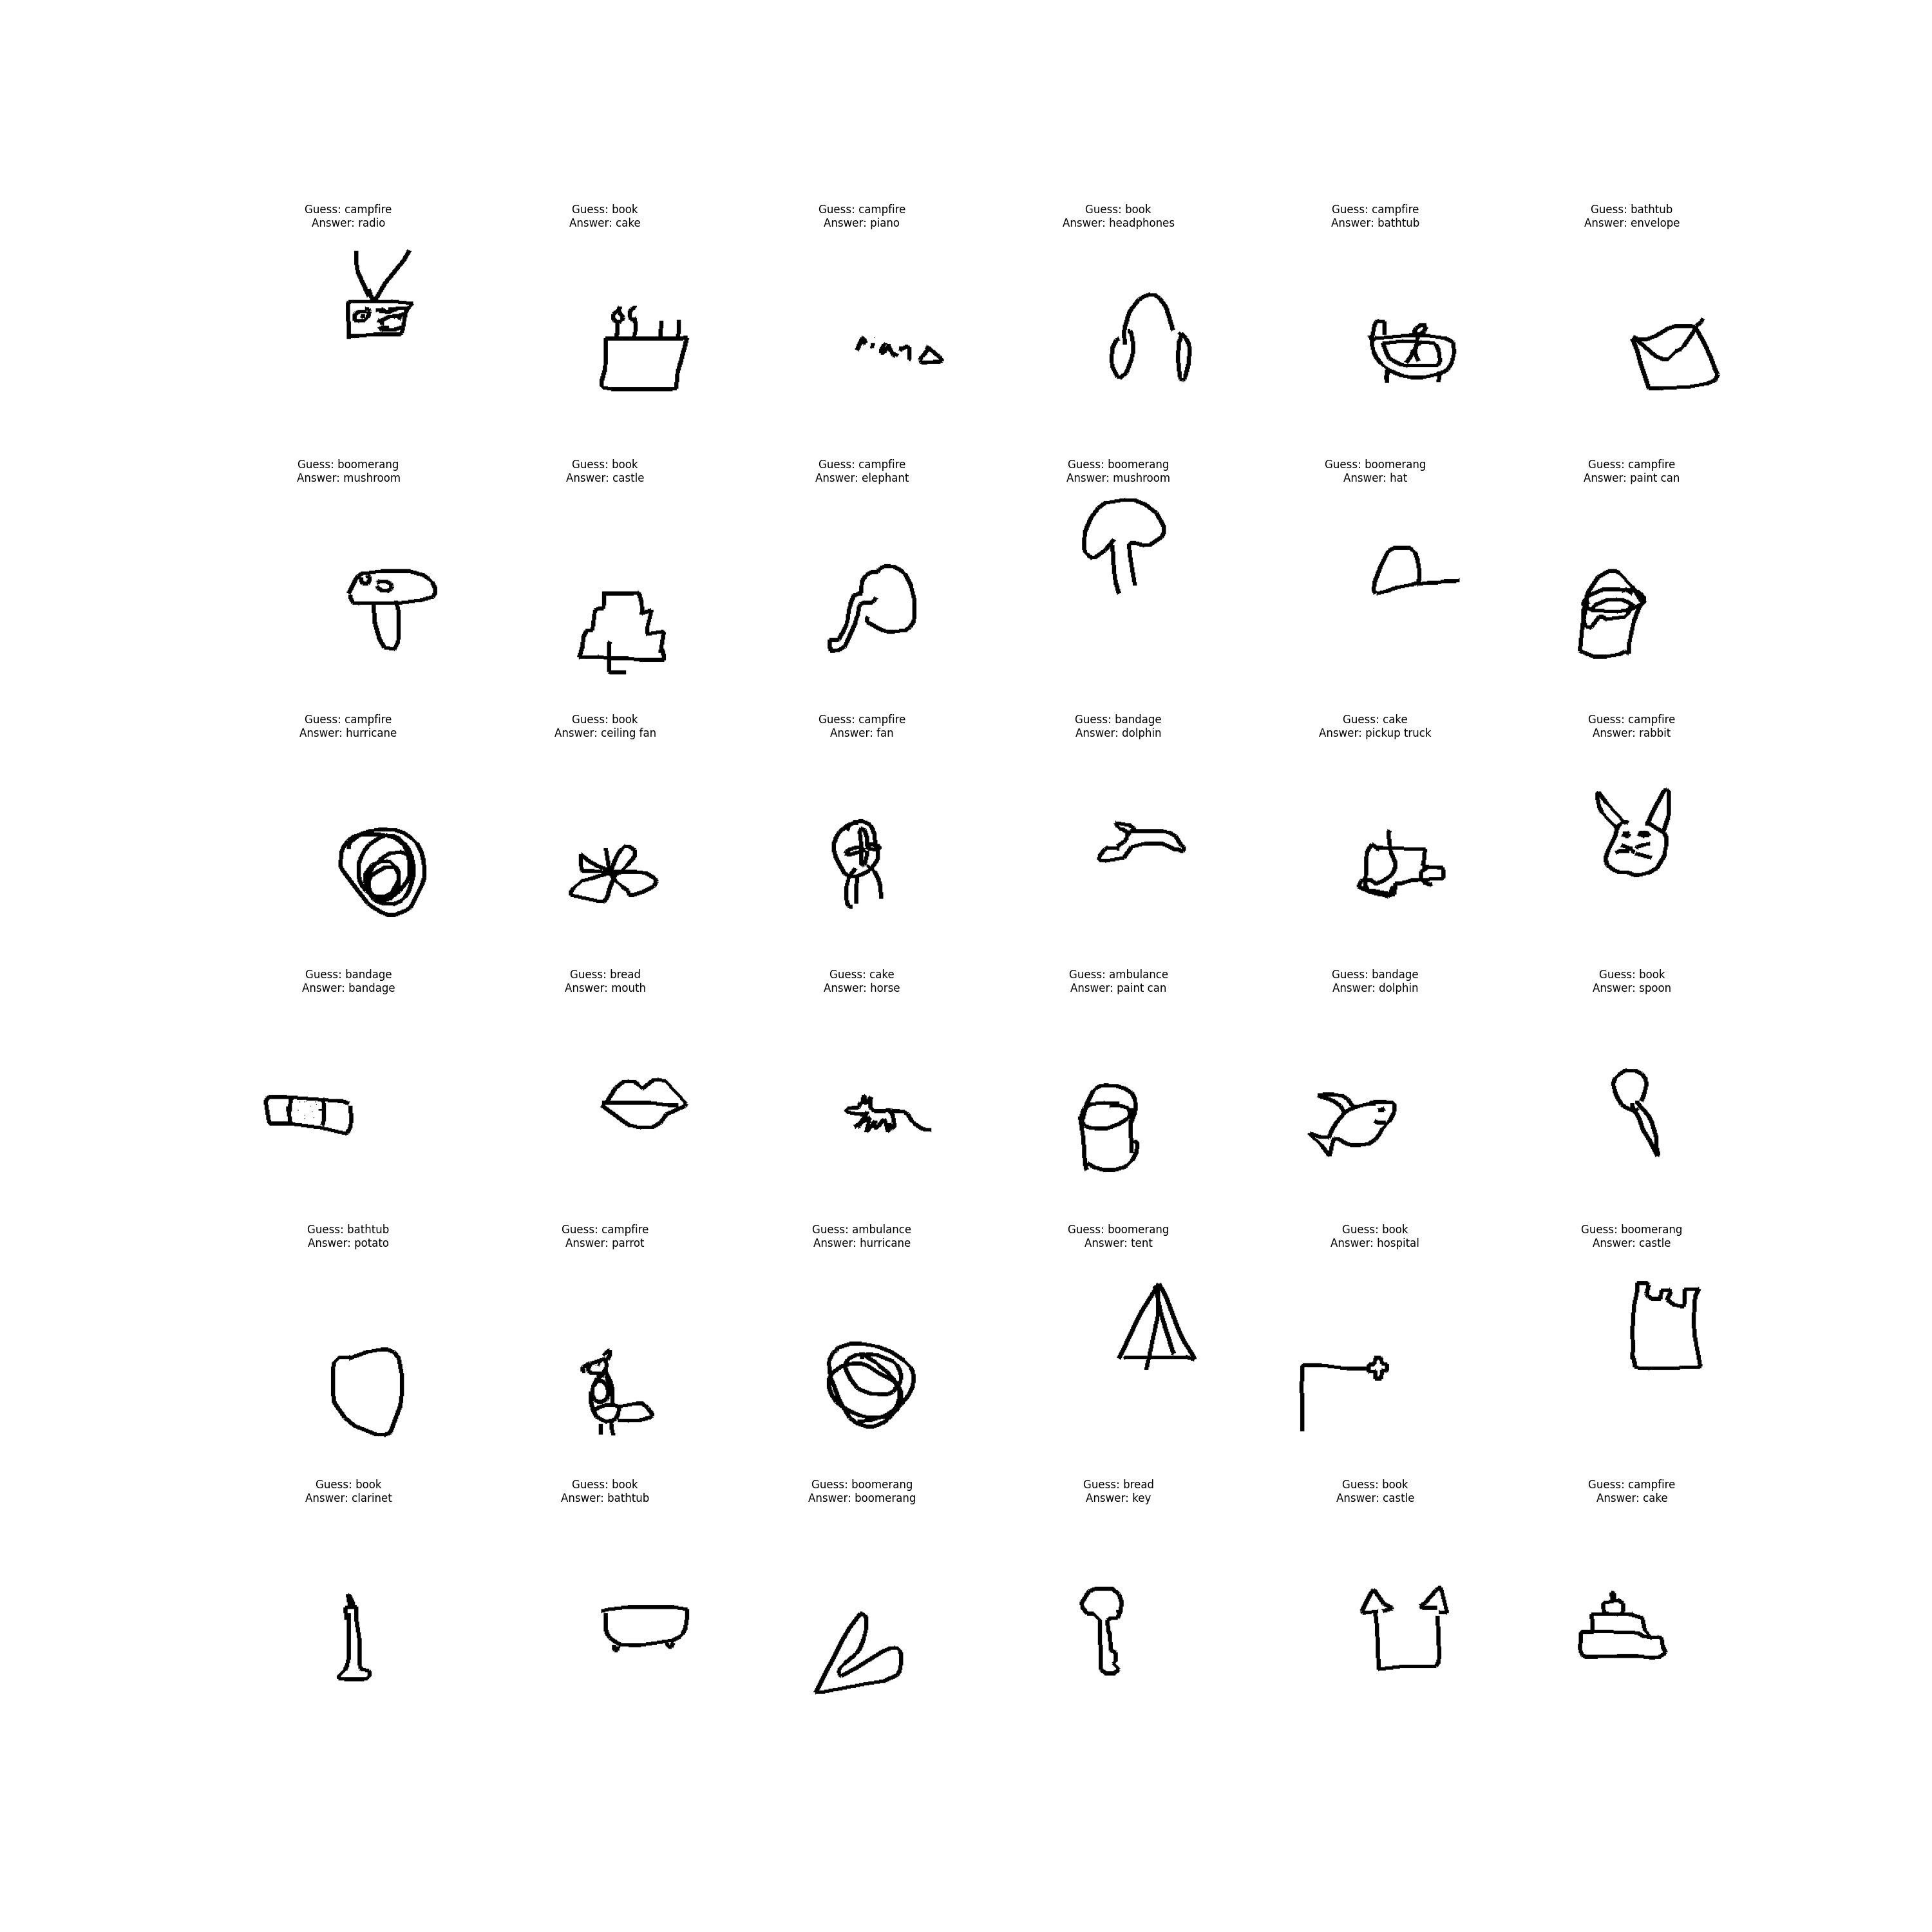 Guess: campfire
Answer: radio
Guess: book
Answer: cake
Guess: campfire
Answer: piano
Guess: book
Answer: headphones
Guess: campfire
Answer: bathtub
Guess: bathtub
Answer: envelope
piano
Guess: boomerang
Answer: mushroom
Guess: book
Answer: castle
Guess: campfire
Answer: elephant
Guess: boomerang
Answer: mushroom
Guess: boomerang
Answer: hat
Guess: campfire
Answer: paint can
Guess: campfire
Answer: hurricane
Guess: book
Answer: ceiling fan
Guess: campfire
Answer: fan
Guess: bandage
Answer: dolphin
Guess: cake
Answer: pickup truck
Guess: campfire
Answer: rabbit
Guess: bandage
Answer: bandage
Guess: bread
Answer: mouth
Guess: cake
Answer: horse
Guess: ambulance
Answer: paint can
Guess: bandage
Answer: dolphin
Guess: book
Answer: spoon
Guess: bathtub
Answer: potato
Guess: campfire
Answer: parrot
Guess: ambulance
Answer: hurricane
Guess: boomerang
Answer: tent
Guess: book
Answer: hospital
Guess: boomerang
Answer: castle
Guess: book
Answer: clarinet
Guess: book
Answer: bathtub
Guess: boomerang
Answer: boomerang
Guess: bread
Answer: key
Guess: book
Answer: castle
Guess: campfire
Answer: cake